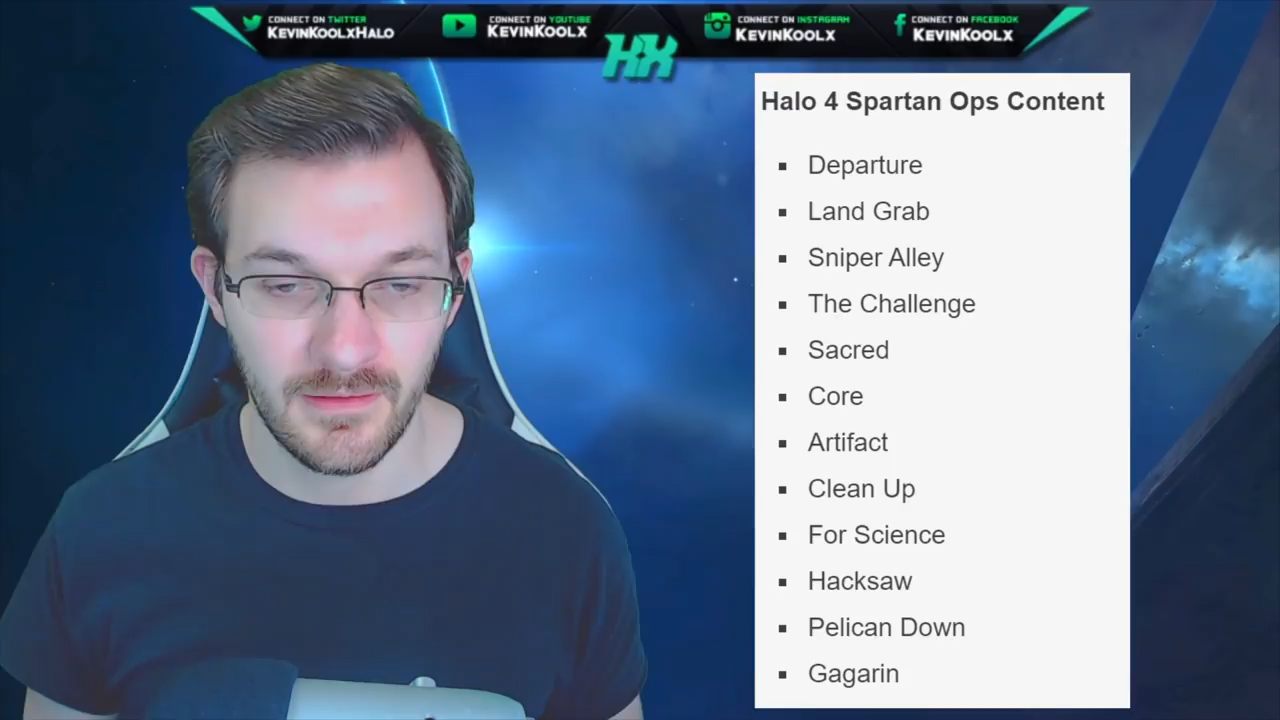 CONNECT ON TWITTER
KEVINKOOLXHALO
CONNECT ON YOUTUBE
KEVINKOOLX
KX
CONNECT ON INSTAGRAM
KEVINKOOLX
CONNECT ON FACEBOOK
KEVINKOOLX
Halo 4 Spartan Ops Content
▪ Departure
▪ Land Grab
▪ Sniper Alley
▪ The Challenge
▪ Sacred
▪ Core
▪ Artifact
▪ Clean Up
▪ For Science
▪ Hacksaw
▪ Pelican Down
▪ Gagarin